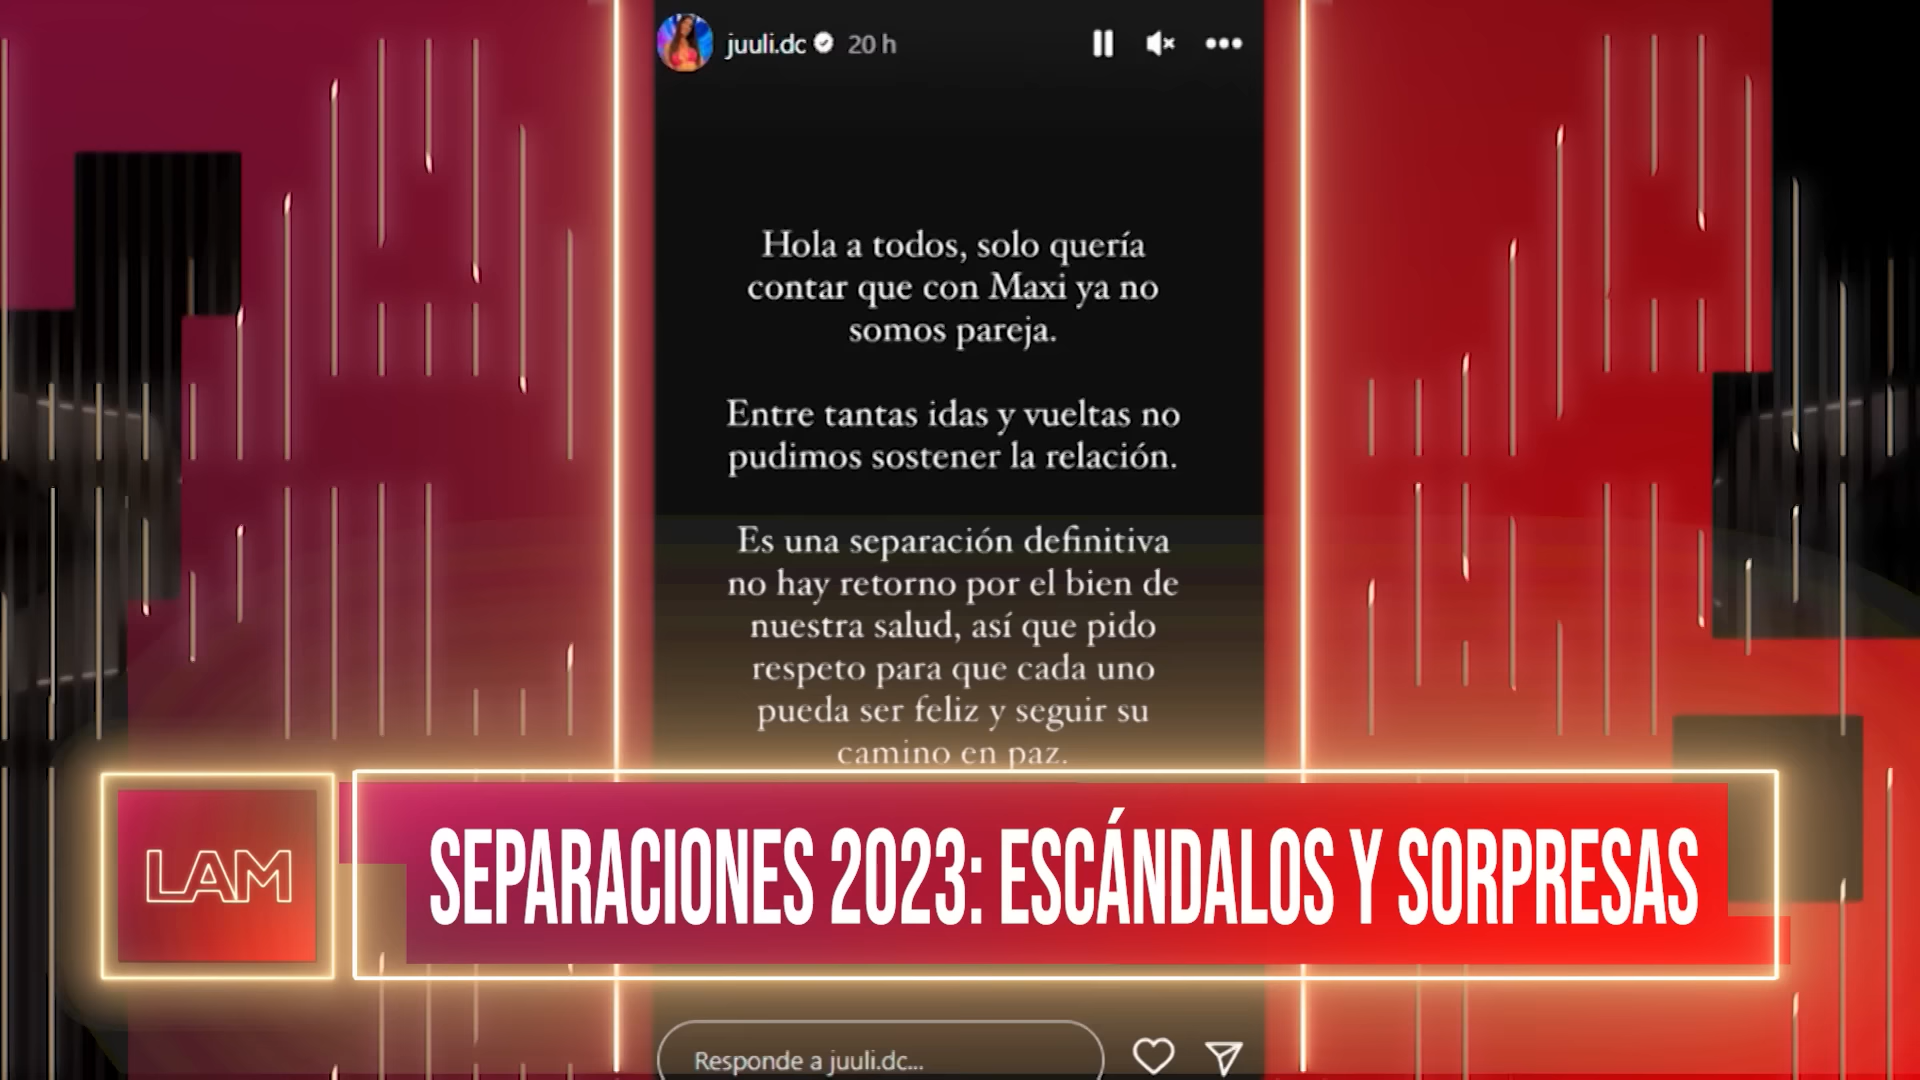 juuli.dc 20 h
Hola a todos, solo quería
contar que con Maxi ya no
somos pareja.
Entre tantas idas y vueltas no
pudimos sostener la relación.
Es una separación definitiva
no hay retorno por el bien de
nuestra salud, así que pido
respeto para que cada uno
pueda ser feliz y seguir su
camino en paz.
LAM
SEPARACIONES 2023: ESCÁNDALOS Y SORPRESAS
Responde a juuli.dc...